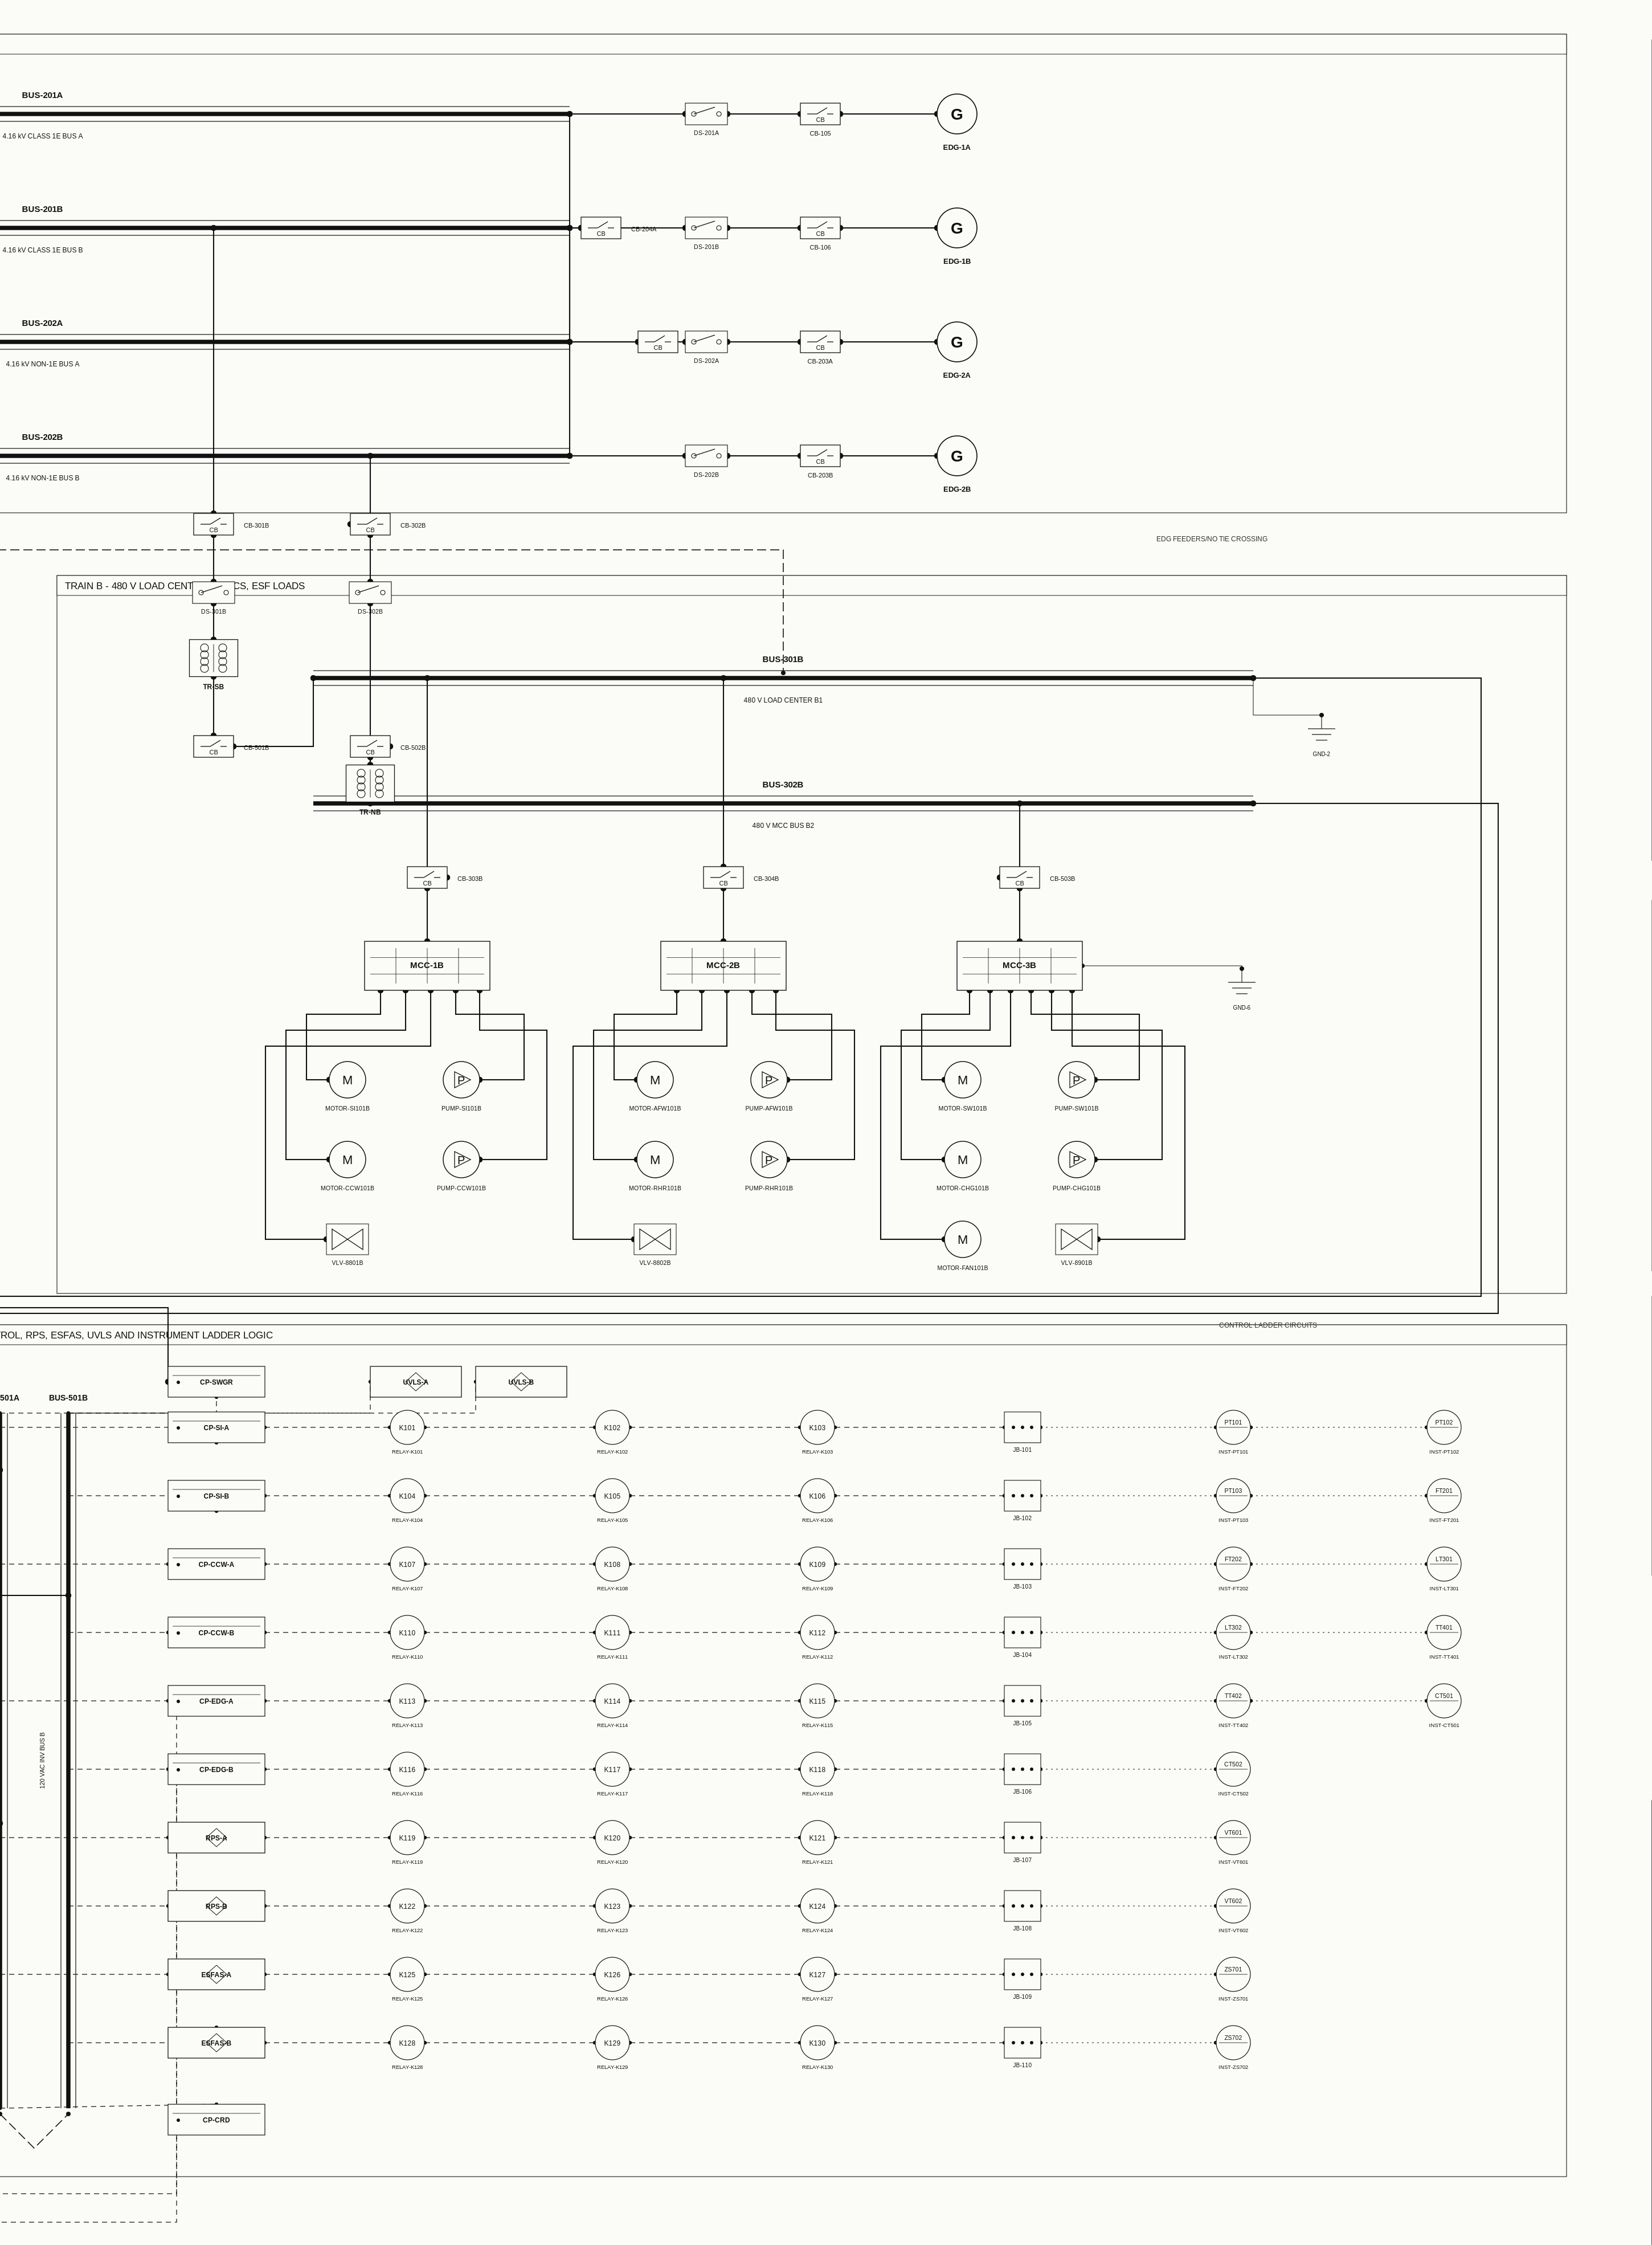 BUS-201A
4.16 kV CLASS 1E BUS A
DS-201A
CB
CB-105
G
EDG-1A
BUS-201B
4.16 kV CLASS 1E BUS B
CB
CB-204A
DS-201B
CB
CB-106
G
EDG-1B
BUS-202A
4.16 kV NON-1E BUS A
CB
DS-202A
CB
CB-203A
G
EDG-2A
BUS-202B
4.16 kV NON-1E BUS B
DS-202B
CB
CB-203B
G
EDG-2B
CB
CB-301B
CB
CB-302B
EDG FEEDERS/NO TIE CROSSING
TRAIN B - 480 V LOAD CENT CS, ESF LOADS
DS-301B
DS-302B
TR-SB
BUS-301B
480 V LOAD CENTER B1
CB
CB-501B
CB
CB-502B
GND-2
TR-NB
BUS-302B
480 V MCC BUS B2
CB
CB-303B
CB
CB-304B
CB
CB-503B
MCC-1B
MCC-2B
MCC-3B
GND-6
M
MOTOR-SI101B
P
PUMP-SI101B
M
MOTOR-AFW101B
P
PUMP-AFW101B
M
MOTOR-SW101B
P
PUMP-SW101B
M
MOTOR-CCW101B
P
PUMP-CCW101B
M
MOTOR-RHR101B
P
PUMP-RHR101B
M
MOTOR-CHG101B
P
PUMP-CHG101B
VLV-8801B
VLV-8802B
M
MOTOR-FAN101B
VLV-8901B
CONTROL LADDER CIRCUITS
ROL, RPS, ESFAS, UVLS AND INSTRUMENT LADDER LOGIC
501A
BUS-501B
120 VAC INV BUS B
CP-SWGR
UVLS-A
UVLS-B
CP-SI-A
K101
RELAY-K101
K102
RELAY-K102
K103
RELAY-K103
JB-101
PT101
INST-PT101
PT102
INST-PT102
CP-SI-B
K104
RELAY-K104
K105
RELAY-K105
K106
RELAY-K106
JB-102
PT103
INST-PT103
FT201
INST-FT201
CP-CCW-A
K107
RELAY-K107
K108
RELAY-K108
K109
RELAY-K109
JB-103
FT202
INST-FT202
LT301
INST-LT301
CP-CCW-B
K110
RELAY-K110
K111
RELAY-K111
K112
RELAY-K112
JB-104
LT302
INST-LT302
TT401
INST-TT401
CP-EDG-A
K113
RELAY-K113
K114
RELAY-K114
K115
RELAY-K115
JB-105
TT402
INST-TT402
CT501
INST-CT501
CP-EDG-B
K116
RELAY-K116
K117
RELAY-K117
K118
RELAY-K118
JB-106
CT502
INST-CT502
RPS-A
K119
RELAY-K119
K120
RELAY-K120
K121
RELAY-K121
JB-107
VT601
INST-VT601
RPS-B
K122
RELAY-K122
K123
RELAY-K123
K124
RELAY-K124
JB-108
VT602
INST-VT602
ESFAS-A
K125
RELAY-K125
K126
RELAY-K126
K127
RELAY-K127
JB-109
ZS701
INST-ZS701
ESFAS-B
K128
RELAY-K128
K129
RELAY-K129
K130
RELAY-K130
JB-110
ZS702
INST-ZS702
CP-CRD